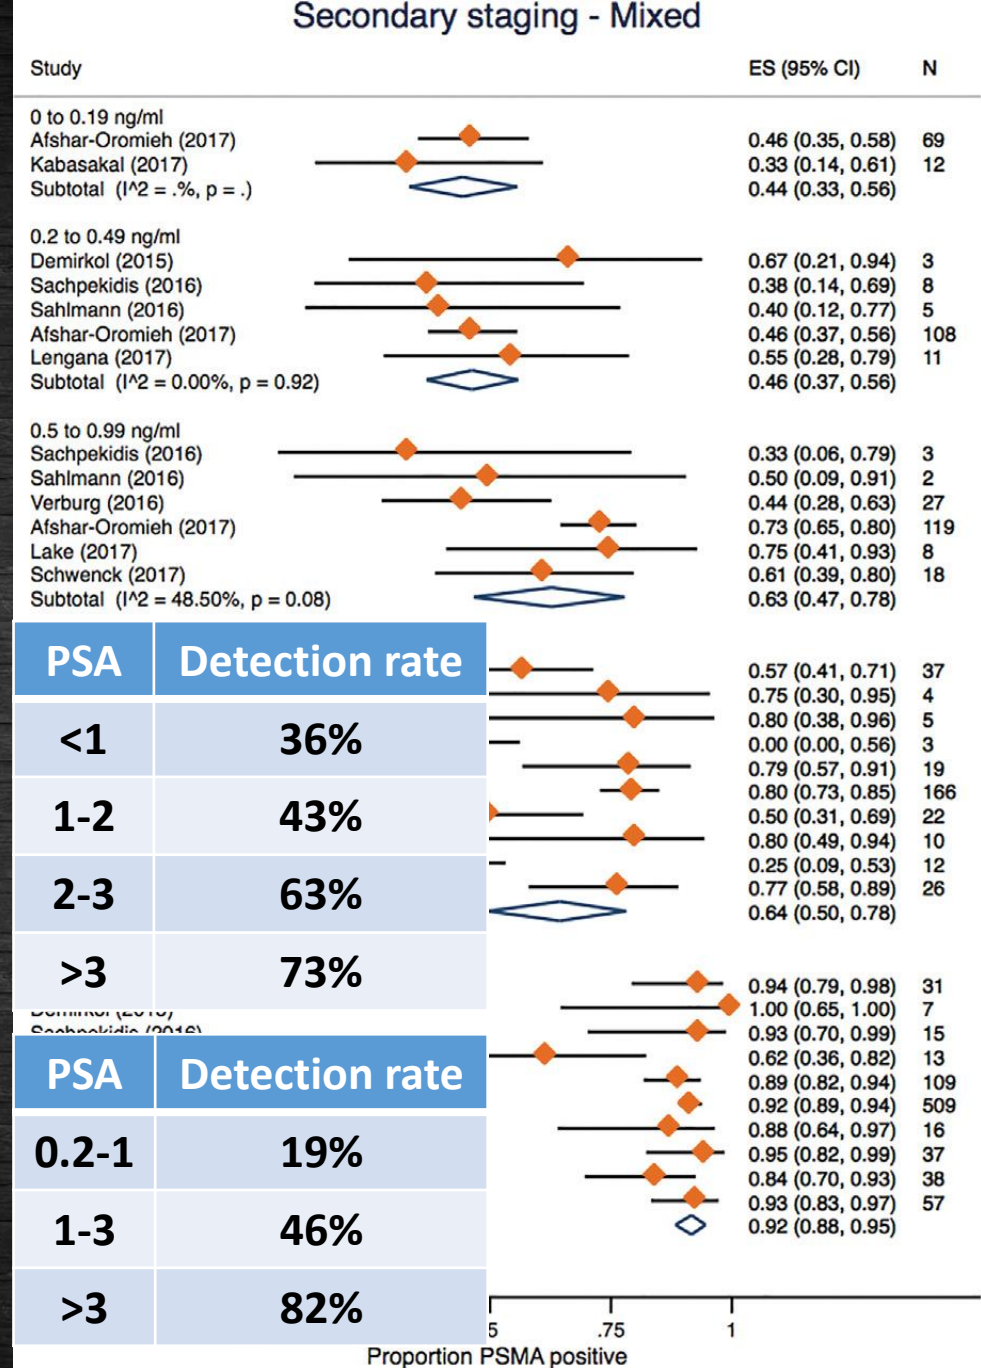 Secondary staging - Mixed
Study ES (95% CI) N
0 to 0.19 ng/ml
Afshar-Oromieh (2017) 0.46 (0.35, 0.58) 69
Kabasakal (2017) 0.33 (0.14, 0.61) 12
Subtotal (I^2 = .%, p = .) 0.44 (0.33, 0.56)
0.2 to 0.49 ng/ml
Demirkol (2015) 0.67 (0.21, 0.94) 3
Sachpekidis (2016) 0.38 (0.14, 0.69) 8
Sahlmann (2016) 0.40 (0.12, 0.77) 5
Afshar-Oromieh (2017) 0.46 (0.37, 0.56) 108
Lengana (2017) 0.55 (0.28, 0.79) 11
Subtotal (I^2 = 0.00%, p = 0.92) 0.46 (0.37, 0.56)
0.5 to 0.99 ng/ml
Sachpekidis (2016) 0.33 (0.06, 0.79) 3
Sahlmann (2016) 0.50 (0.09, 0.91) 2
Verburg (2016) 0.44 (0.28, 0.63) 27
Afshar-Oromieh (2017) 0.73 (0.65, 0.80) 119
Lake (2017) 0.75 (0.41, 0.93) 8
Schwenck (2017) 0.61 (0.39, 0.80) 18
Subtotal (I^2 = 48.50%, p = 0.08) 0.63 (0.47, 0.78)
PSA Detection rate
<1 36%
1-2 43%
2-3 63%
>3 73%
0.57 (0.41, 0.71) 37
0.75 (0.30, 0.95) 4
0.80 (0.38, 0.96) 5
0.00 (0.00, 0.56) 3
0.79 (0.57, 0.91) 19
0.80 (0.73, 0.85) 166
0.50 (0.31, 0.69) 22
0.80 (0.49, 0.94) 10
0.25 (0.09, 0.53) 12
0.77 (0.58, 0.89) 26
0.64 (0.50, 0.78)
0.94 (0.79, 0.98) 31
1.00 (0.65, 1.00) 7
Sachpekidis (2016) 0.93 (0.70, 0.99) 15
PSA Detection rate
0.2-1 19%
1-3 46%
>3 82%
0.62 (0.36, 0.82) 13
0.89 (0.82, 0.94) 109
0.92 (0.89, 0.94) 509
0.88 (0.64, 0.97) 16
0.95 (0.82, 0.99) 37
0.84 (0.70, 0.93) 38
0.93 (0.83, 0.97) 57
0.92 (0.88, 0.95)
5 .75 1
Proportion PSMA positive